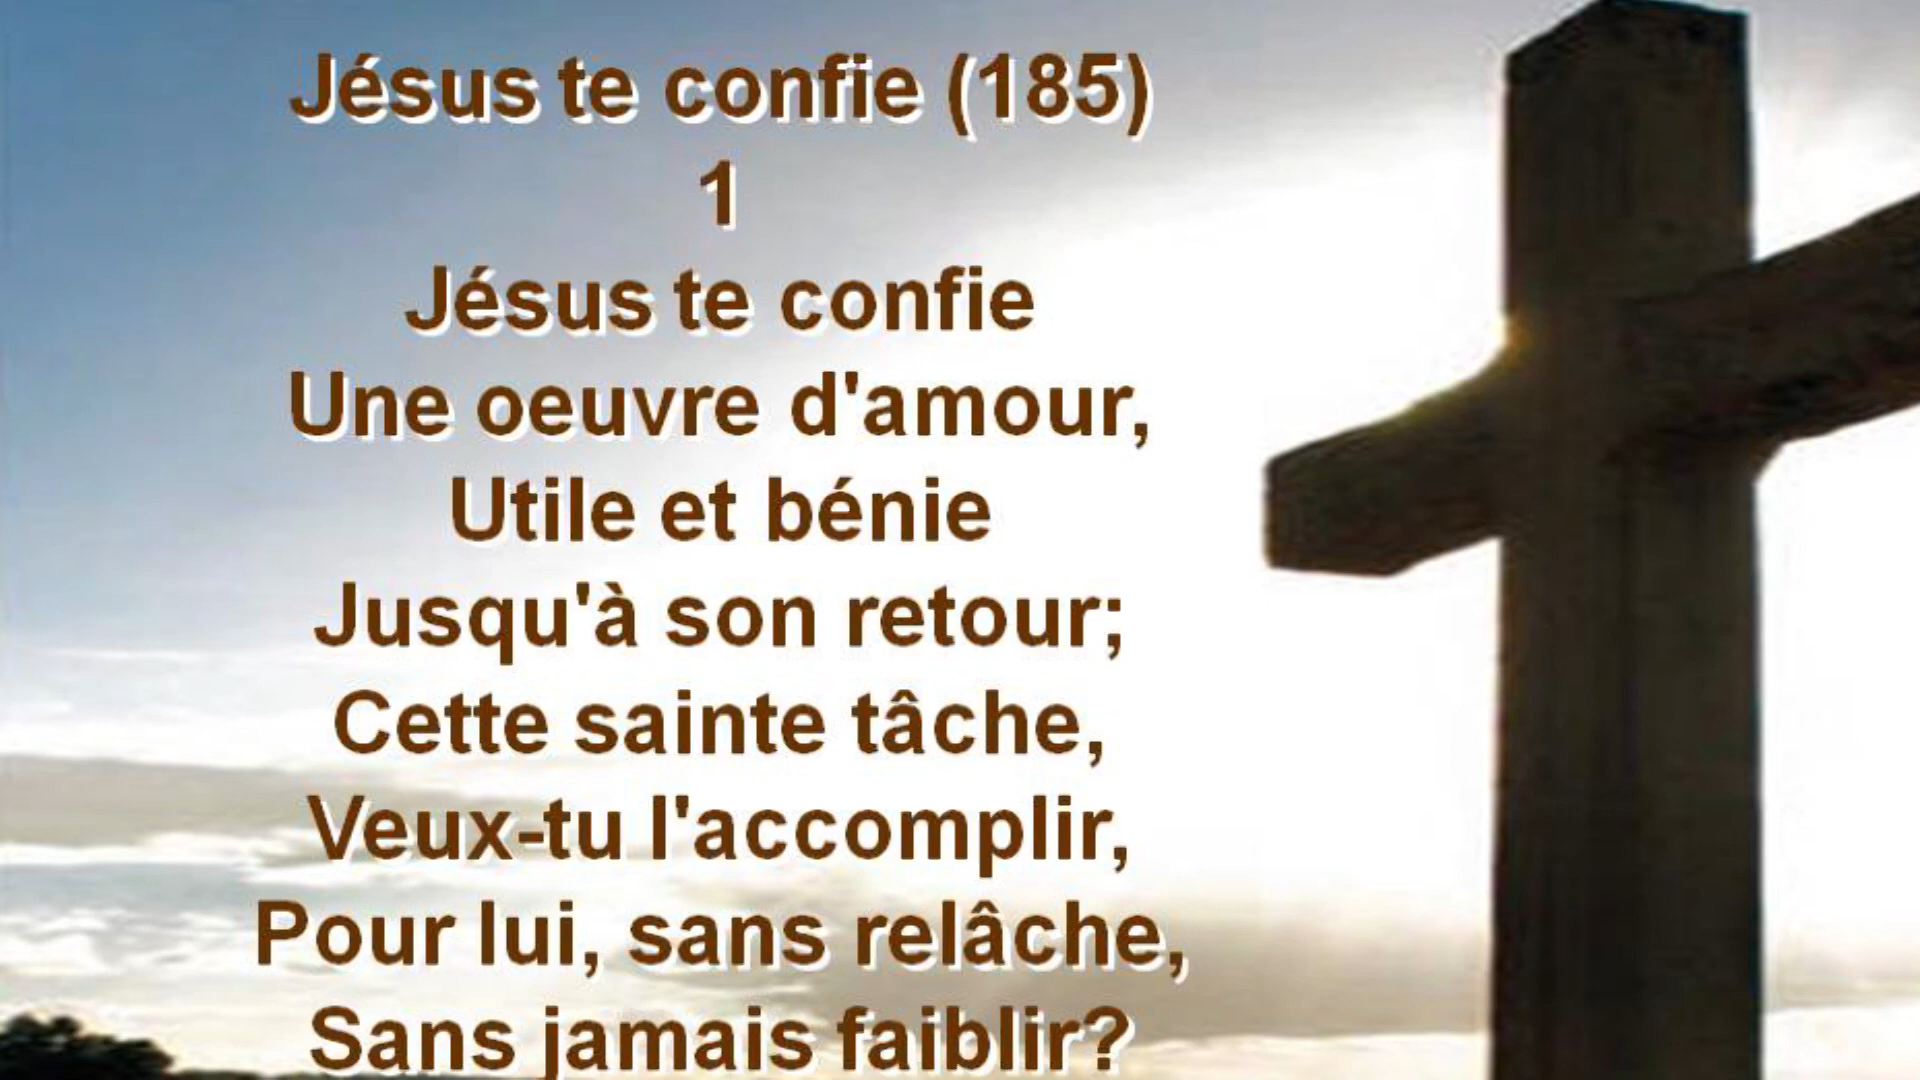 Jésus te confie (185)
1
Jésus te confie
Une oeuvre d'amour,
Utile et bénie
Jusqu'à son retour;
Cette sainte tâche,
Veux-tu l'accomplir,
Pour lui, sans relâche,
Sans jamais faiblir?